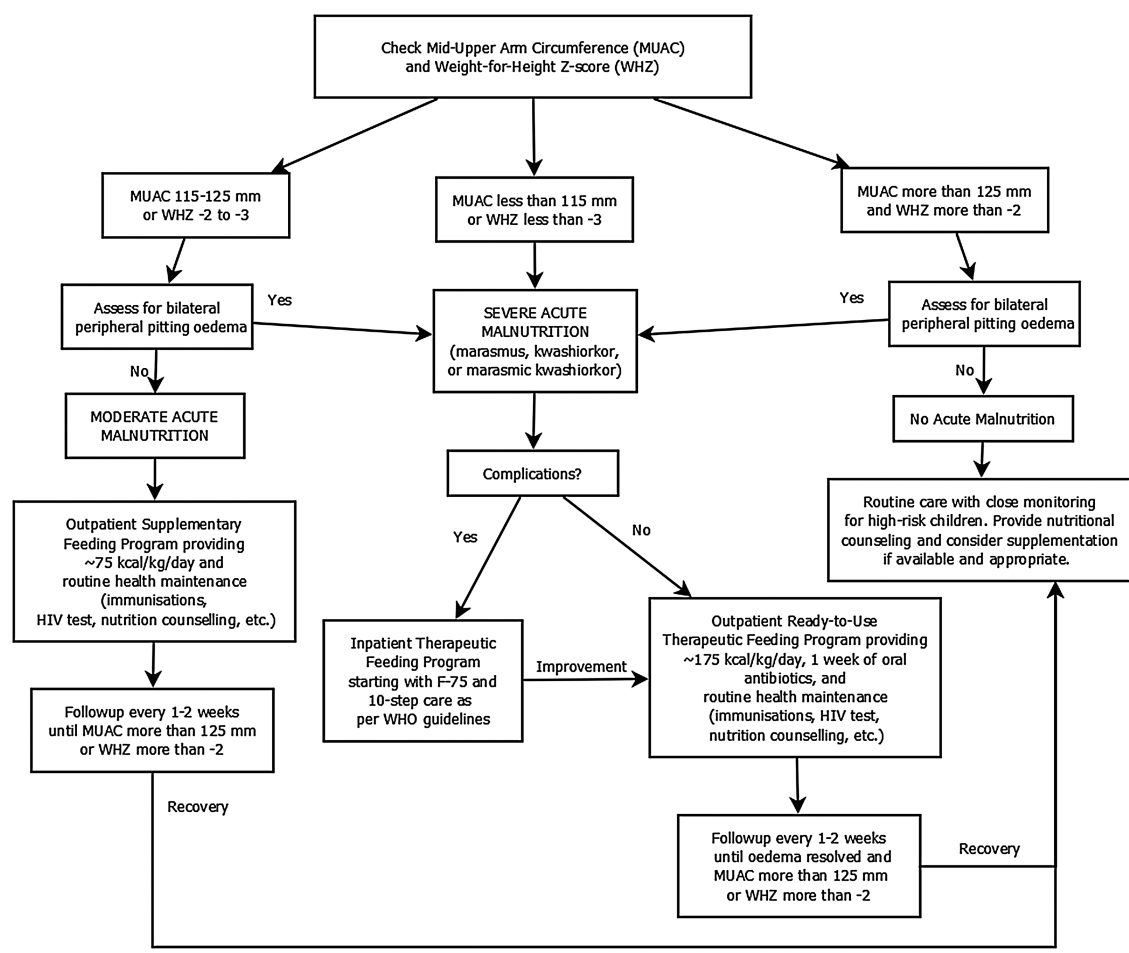 Check Mid-Upper Arm Circumference (MUAC)
and Weight-for-Height Z-score (WHZ)
MUAC 115-125 mm
or WHZ -2 to -3
MUAC less than 115 mm
or WHZ less than -3
MUAC more than 125 mm
and WHZ more than -2
Assess for bilateral
peripheral pitting oedema
Yes
SEVERE ACUTE
MALNUTRITION
(marasmus, kwashiorkor,
or marasmic kwashiorkor)
Yes
Assess for bilateral
peripheral pitting oedema
No
No
MODERATE ACUTE
MALNUTRITION
No Acute Malnutrition
Complications?
Yes
No
Routine care with close monitoring
for high-risk children. Provide nutritional
counseling and consider supplementation
if available and appropriate.
Outpatient Supplementary
Feeding Program providing
~75 kcal/kg/day and
routine health maintenance
(immunisations,
HIV test, nutrition counselling, etc.)
Inpatient Therapeutic
Feeding Program
starting with F-75 and
10-step care as
per WHO guidelines
Improvement
Outpatient Ready-to-Use
Therapeutic Feeding Program providing
~175 kcal/kg/day, 1 week of oral
antibiotics, and
routine health maintenance
(immunisations, HIV test,
nutrition counselling, etc.)
Followup every 1-2 weeks
until MUAC more than 125 mm
or WHZ more than -2
Recovery
Followup every 1-2 weeks
until oedema resolved and
MUAC more than 125 mm
or WHZ more than -2
Recovery